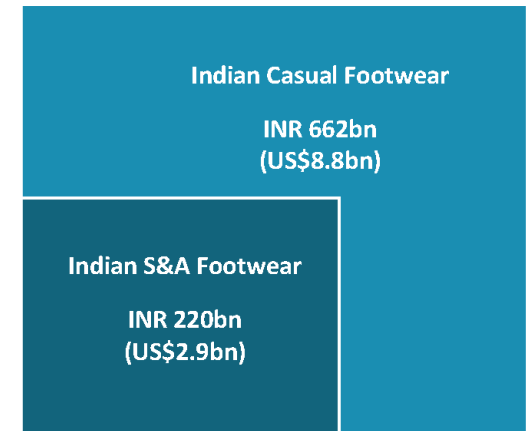 Indian Casual Footwear
INR 662bn
(US$8.8bn)
Indian S&A Footwear
INR 220bn
(US$2.9bn)